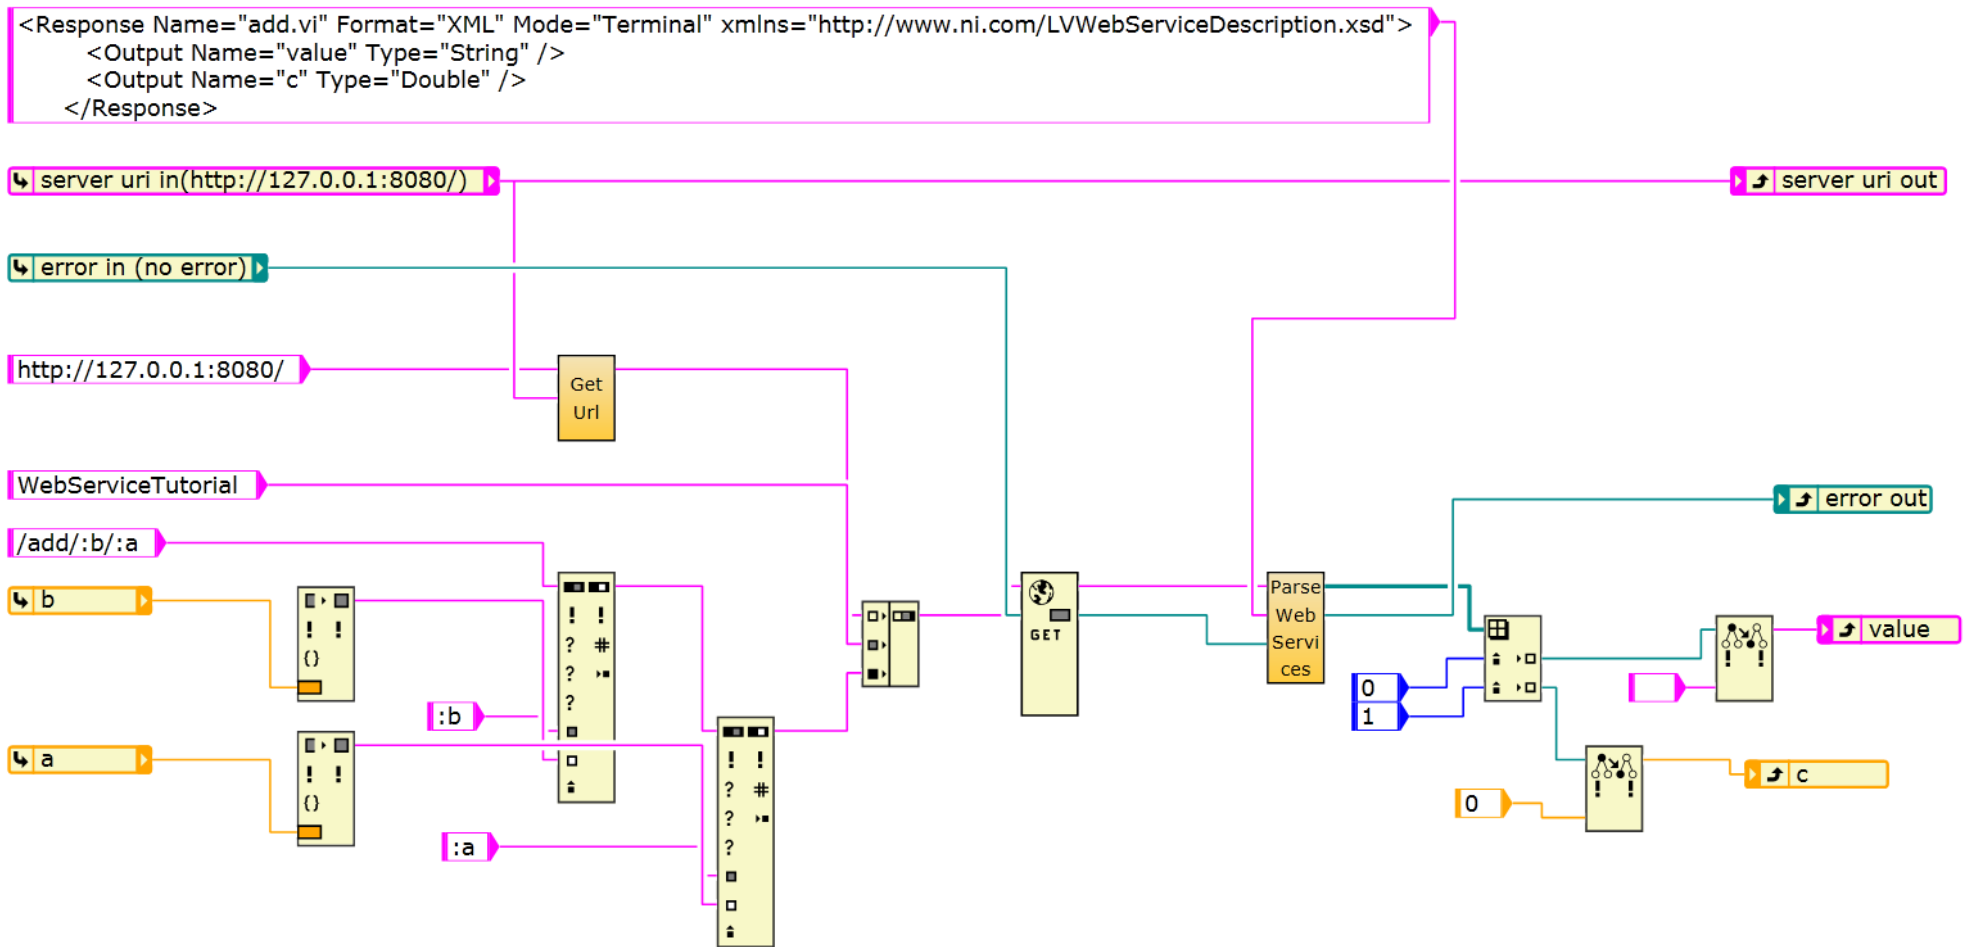 <Response Name="add.vi" Format="XML" Mode="Terminal" xmlns="http://www.ni.com/LVWebServiceDescription.xsd">
<Output Name="value" Type="String" />
<Output Name="c" Type="Double" />
</Response>
server uri in(http://127.0.0.1:8080/)
server uri out
error in (no error)
http://127.0.0.1:8080/
Get
Url
WebServiceTutorial
error out
/add/:b/:a
b
! !
{}
! !
? #
?
?
GET
Parse
Web
Servi
ces
value
! !
0
1
:b
a
! !
{}
! !
? #
?
?
c
! !
0
:a